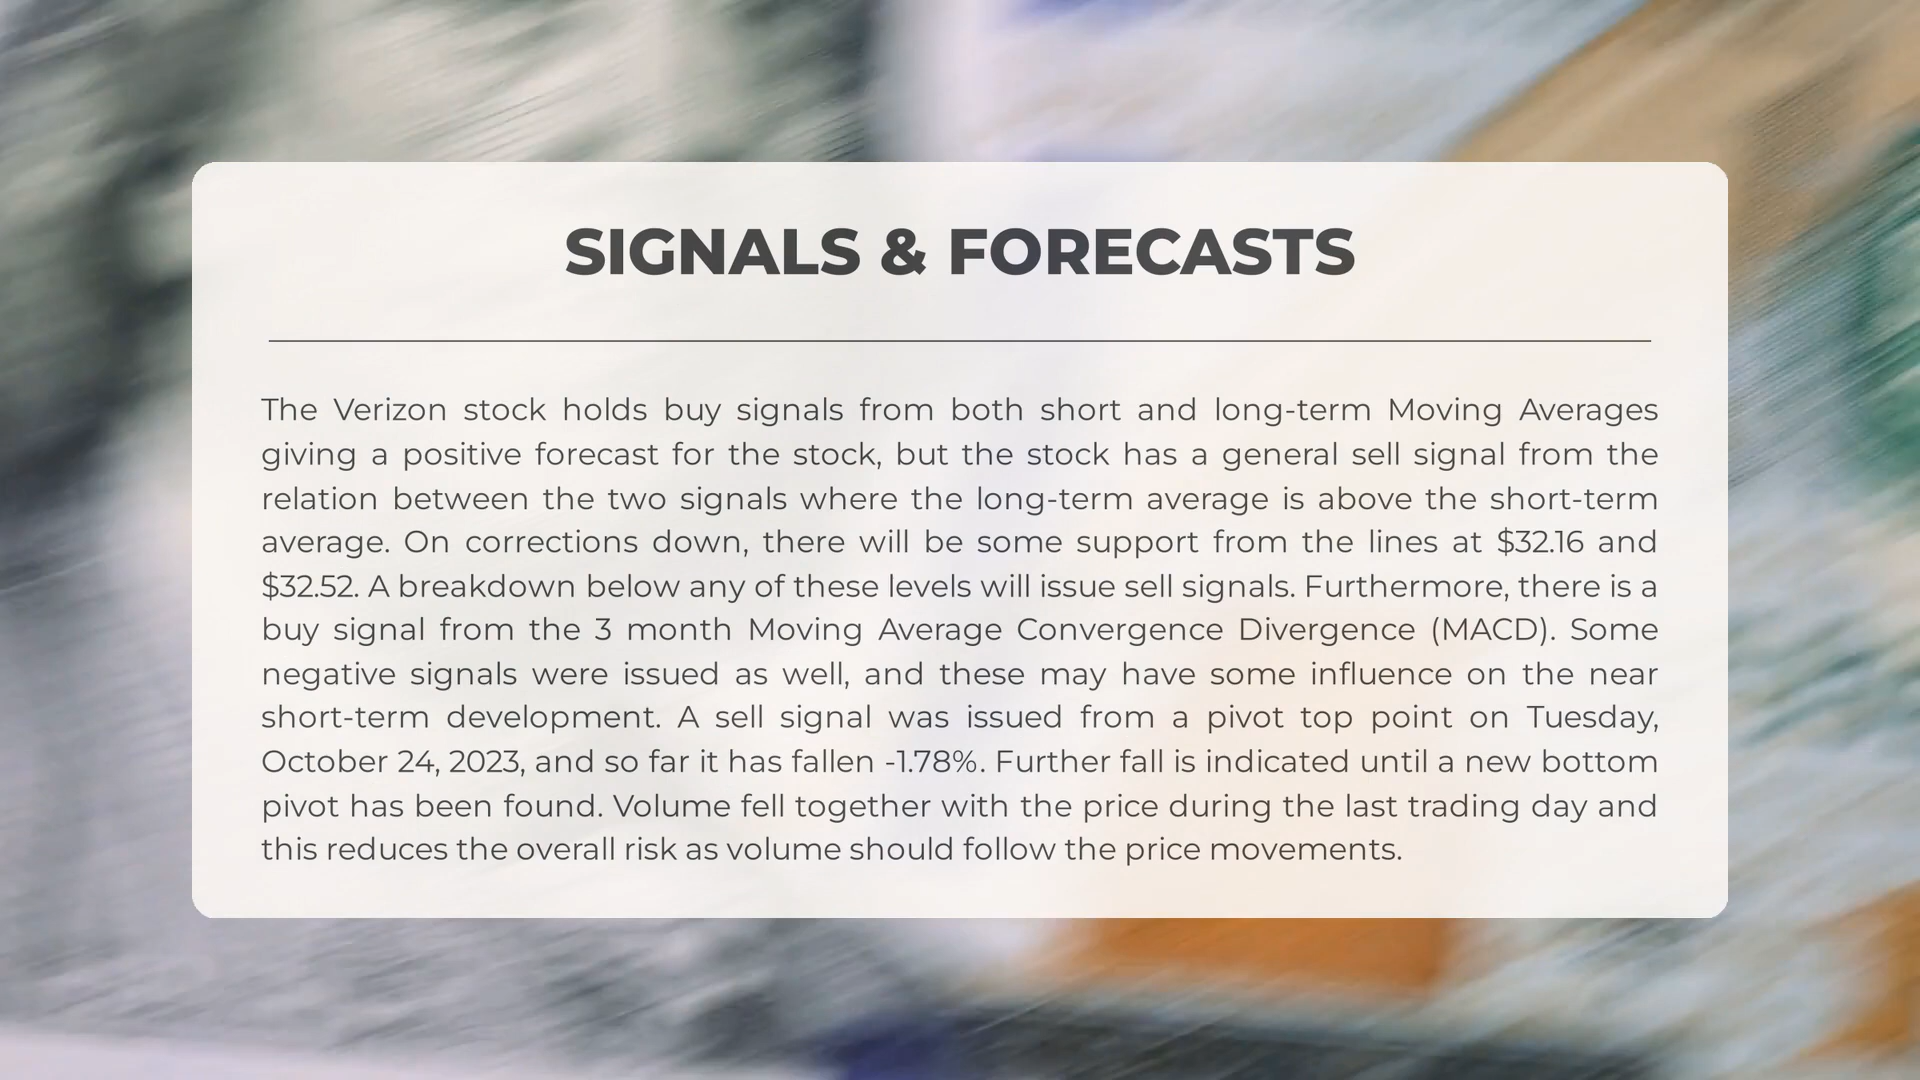 SIGNALS & FORECASTS
The Verizon stock holds buy signals from both short and long-term Moving Averages
giving a positive forecast for the stock, but the stock has a general sell signal from the
relation between the two signals where the long-term average is above the short-term
average. On corrections down, there will be some support from the lines at $32.16 and
$32.52. A breakdown below any of these levels will issue sell signals. Furthermore, there is a
buy signal from the 3 month Moving Average Convergence Divergence (MACD). Some
negative signals were issued as well, and these may have some influence on the near
short-term development. A sell signal was issued from a pivot top point on Tuesday,
October 24, 2023, and so far it has fallen -1.78%. Further fall is indicated until a new bottom
pivot has been found. Volume fell together with the price during the last trading day and
this reduces the overall risk as volume should follow the price movements.